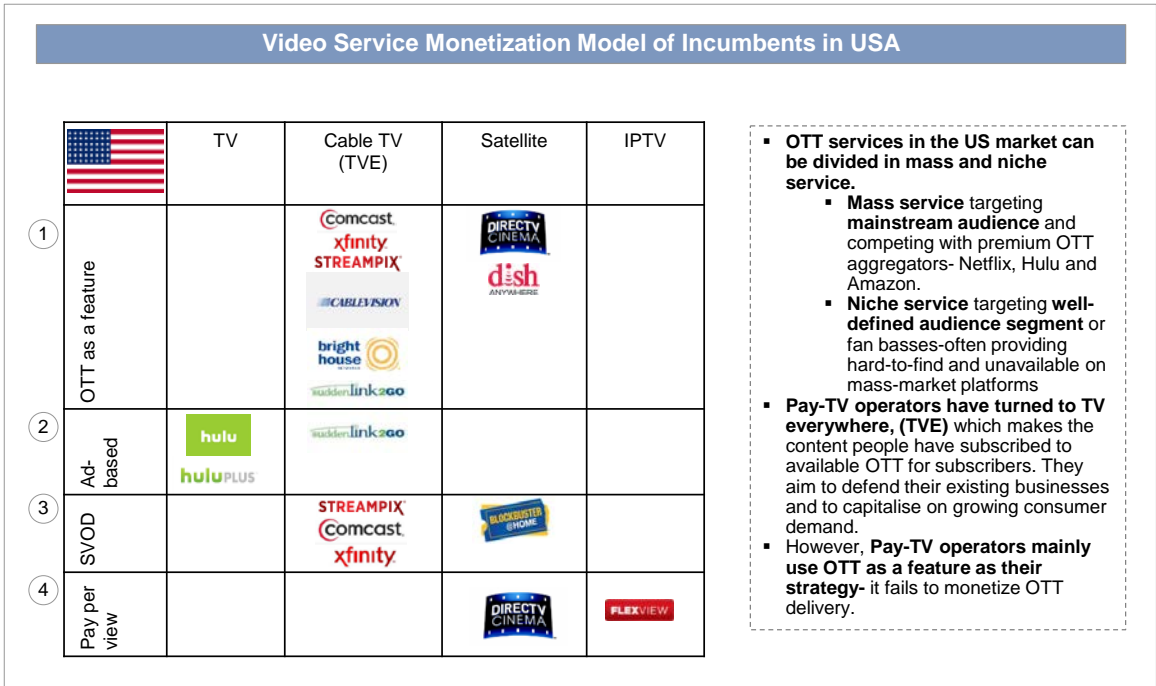 Video Service Monetization Model of Incumbents in USA
TV
Cable TV
(TVE)
Satellite
IPTV
1
OTT as a feature
comcast
xfinity
STREAMPIX
CABLEVISION
bright
house
suddenlink2GO
DIRECTV
CINEMA
dish
ANYWHERE
2
Ad-
based
hulu
huluPLUS
suddenlink2GO
3
SVOD
STREAMPIX
comcast
xfinity
BLOCKBUSTER
@HOME
4
Pay per
view
DIRECTV
CINEMA
FLEXVIEW
▪ OTT services in the US market can
be divided in mass and niche
service.
▪ Mass service targeting
mainstream audience and
competing with premium OTT
aggregators- Netflix, Hulu and
Amazon.
▪ Niche service targeting well-
defined audience segment or
fan basses-often providing
hard-to-find and unavailable on
mass-market platforms
▪ Pay-TV operators have turned to TV
everywhere, (TVE) which makes the
content people have subscribed to
available OTT for subscribers. They
aim to defend their existing businesses
and to capitalise on growing consumer
demand.
▪ However, Pay-TV operators mainly
use OTT as a feature as their
strategy- it fails to monetize OTT
delivery.